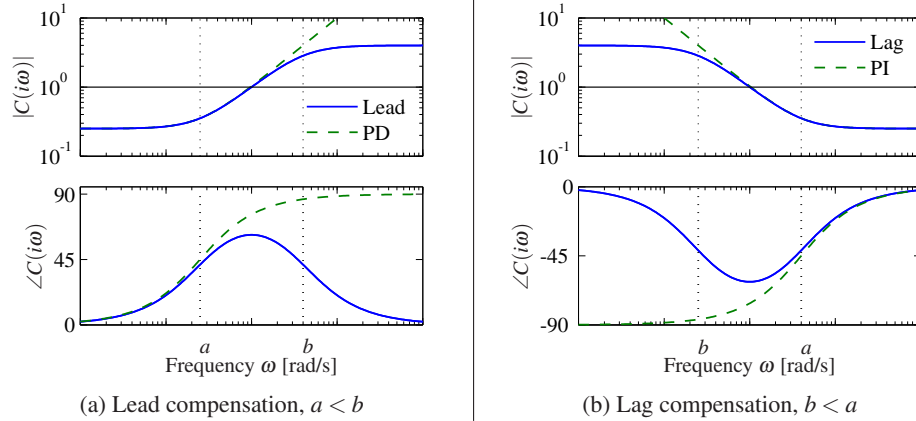 10^1
|C(iω)|
10^0
10^-1
Lead
PD
90
∠C(iω)
45
0
a
b
Frequency ω [rad/s]
(a) Lead compensation, a < b
10^1
|C(iω)|
10^0
10^-1
Lag
PI
0
∠C(iω)
-45
-90
b
a
Frequency ω [rad/s]
(b) Lag compensation, b < a